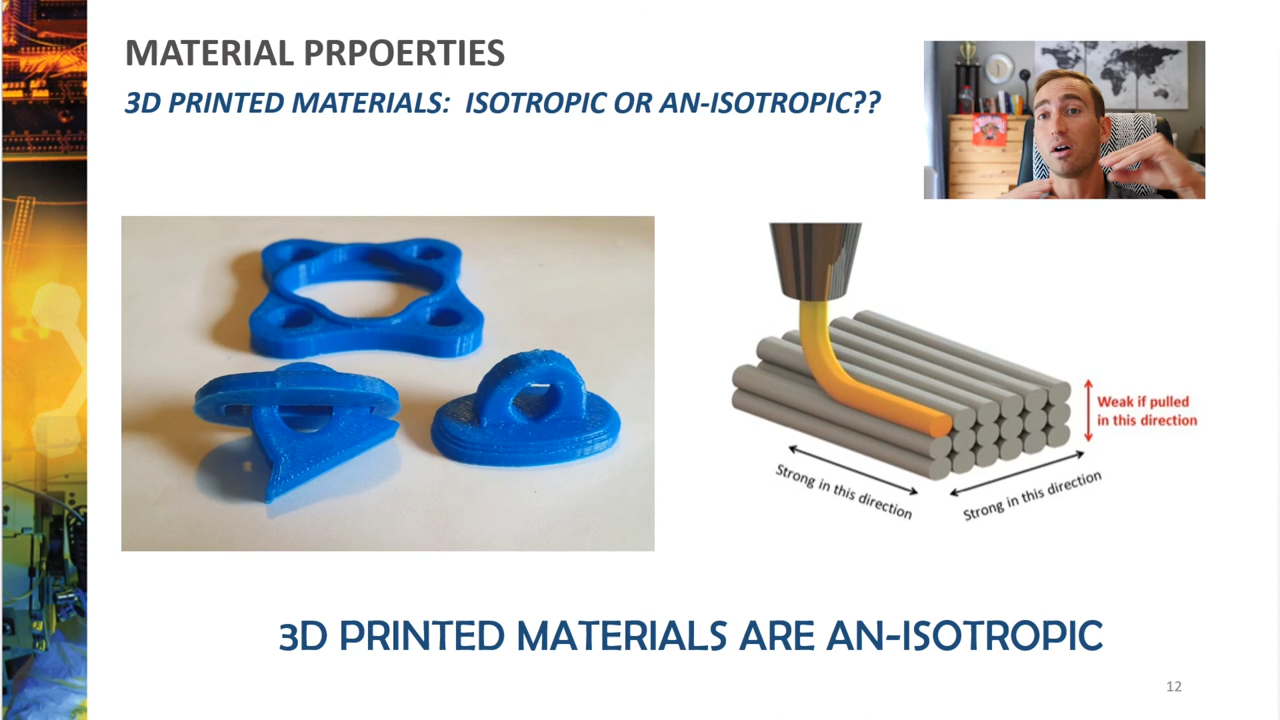 MATERIAL PRPOERTIES
3D PRINTED MATERIALS: ISOTROPIC OR AN-ISOTROPIC??
Weak if pulled
in this direction
Strong in this direction
Strong in this direction
3D PRINTED MATERIALS ARE AN-ISOTROPIC
12